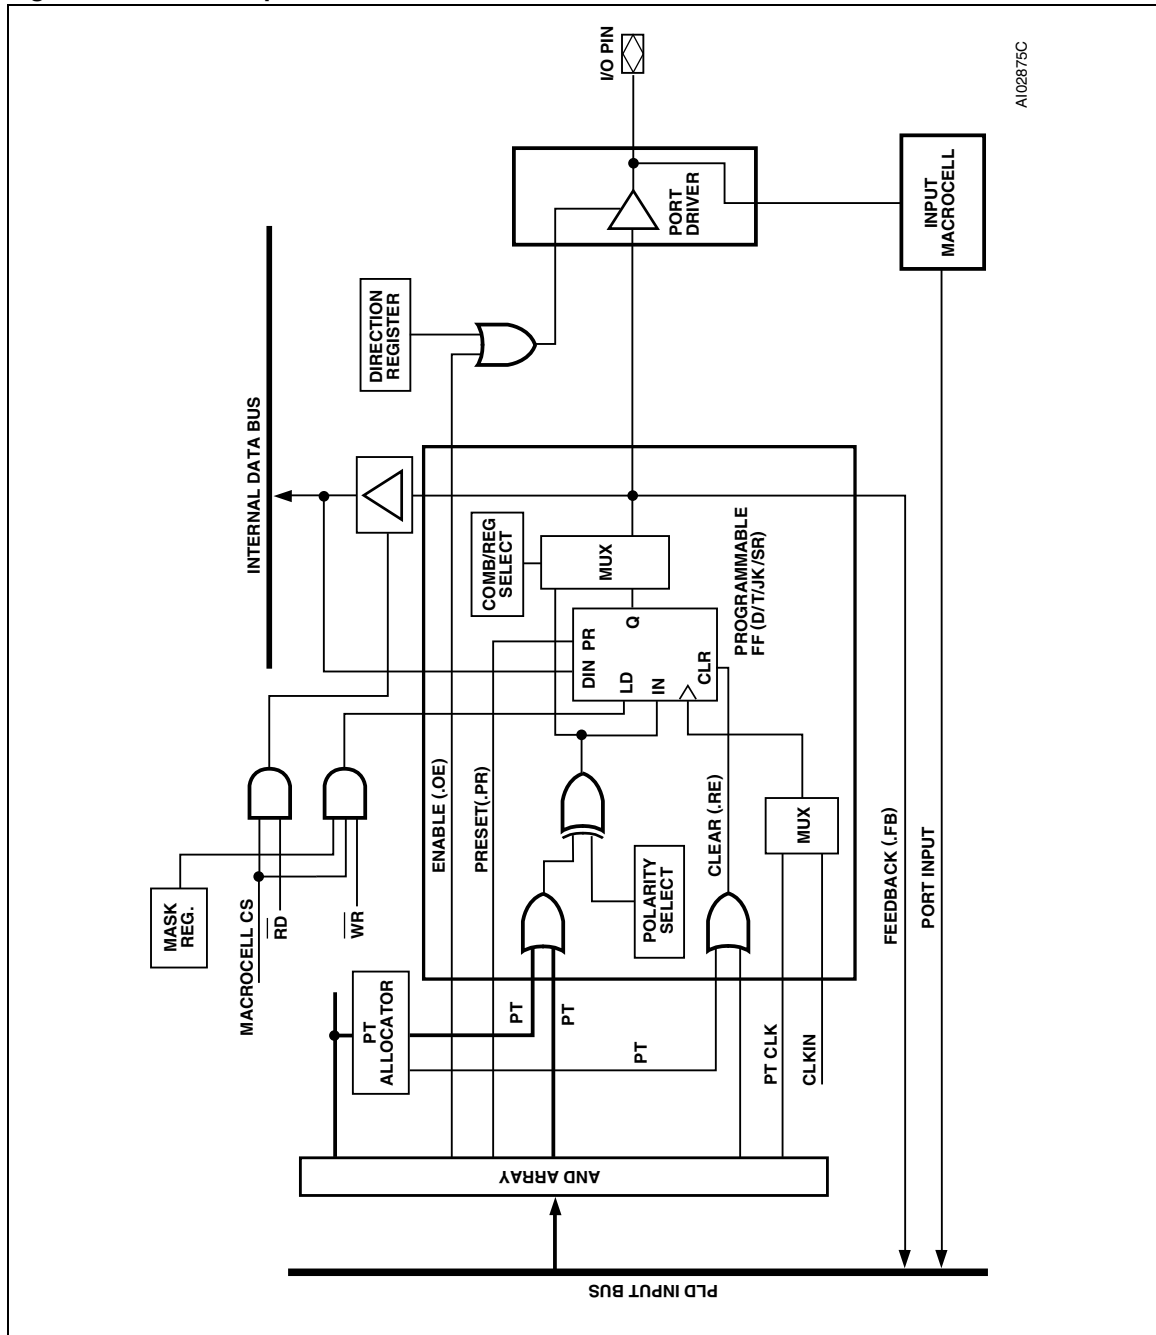 MASK
REG.
MACROCELL CS
RD
WR
INTERNAL DATA BUS
DIRECTION
REGISTER
I/O PIN
AI02875C
PT
ALLOCATOR
ENABLE (.OE)
PRESET(.PR)
COMB/REG
SELECT
PORT
DRIVER
PT
PT
DIN PR
LD
Q
IN
CLR
MUX
AND ARRAY
PT
POLARITY
SELECT
PROGRAMMABLE
FF (D/T/JK/SR)
CLEAR (.RE)
PT CLK
CLKIN
MUX
FEEDBACK (.FB)
PORT INPUT
INPUT
MACROCELL
PLD INPUT BUS